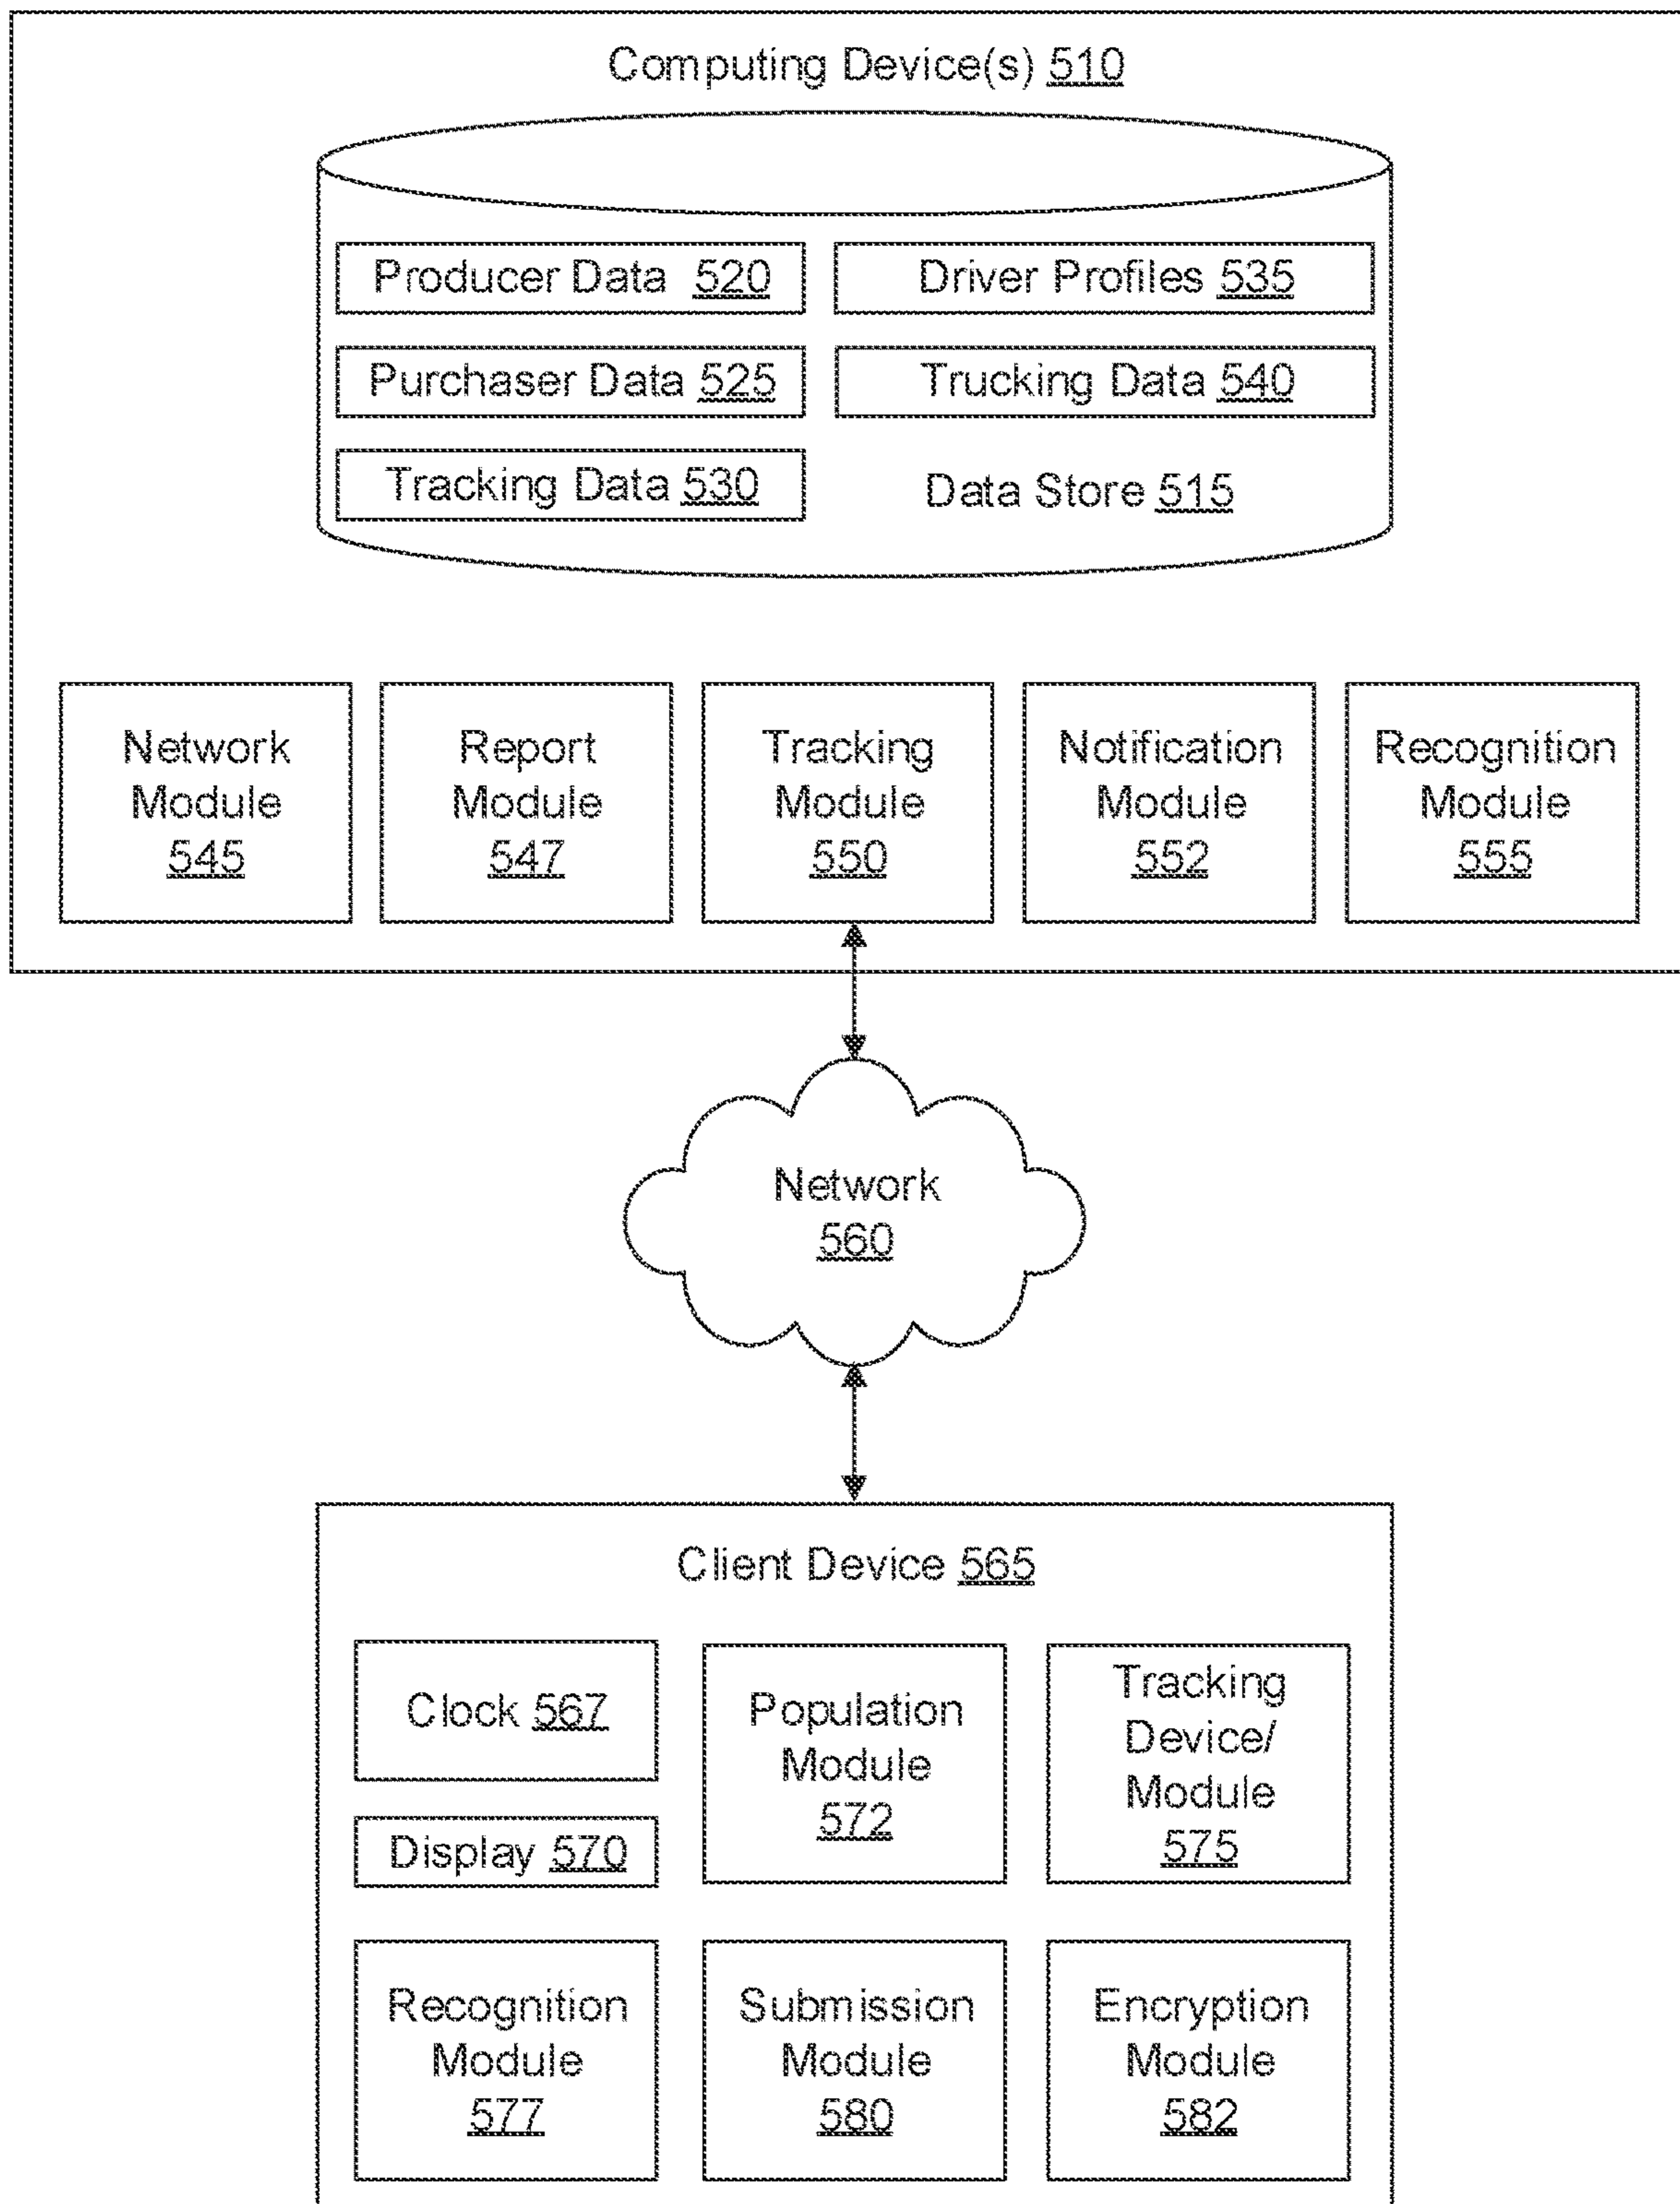 Computing Device(s) 510
Producer Data 520
Driver Profiles 535
Purchaser Data 525
Trucking Data 540
Tracking Data 530
Data Store 515
Network
Module
545
Report
Module
547
Tracking
Module
550
Notification
Module
552
Recognition
Module
555
Network
560
Client Device 565
Clock 567
Display 570
Population
Module
572
Tracking
Device/
Module
575
Recognition
Module
577
Submission
Module
580
Encryption
Module
582